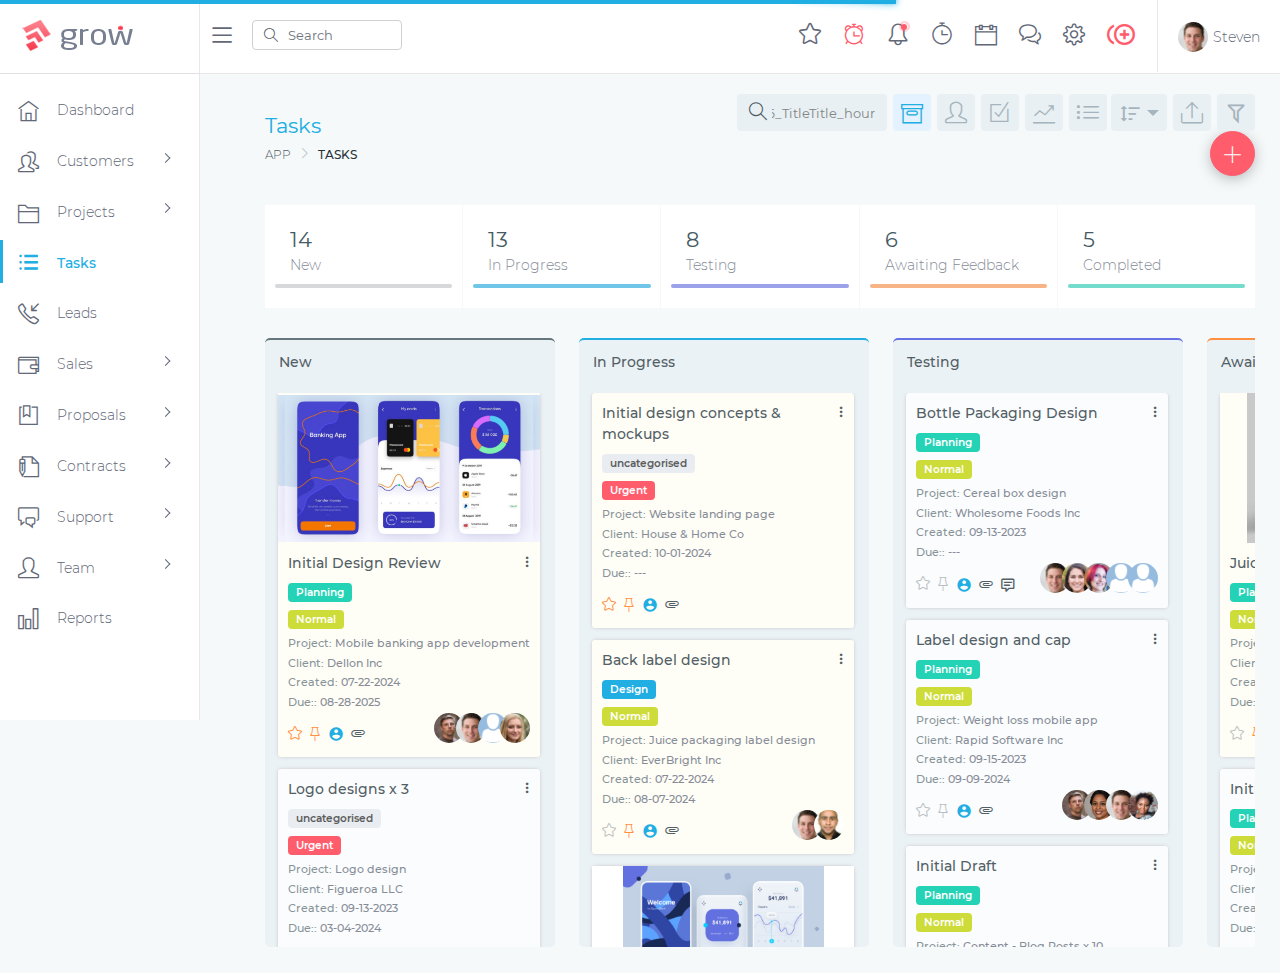 grow
Search
Steven
Dashboard
Customers
Projects
Tasks
Leads
Sales
Proposals
Contracts
Support
Team
Reports
Tasks
APP
TASKS
_TitleTitle_hour
14
New
13
In Progress
8
Testing
6
Awaiting Feedback
5
Completed
New
Banking App
Initial Design Review
Planning
Normal
Project: Mobile banking app development
Client: Dellon Inc
Created: 07-22-2024
Due:: 08-28-2025
Logo designs x 3
uncategorised
Urgent
Project: Logo design
Client: Figueroa LLC
Created: 09-13-2023
Due:: 03-04-2024
In Progress
Initial design concepts &
mockups
uncategorised
Urgent
Project: Website landing page
Client: House & Home Co
Created: 10-01-2024
Due:: ---
Back label design
Design
Normal
Project: Juice packaging label design
Client: EverBright Inc
Created: 07-22-2024
Due:: 08-07-2024
Welcome
$41,891
$41,891
Testing
Bottle Packaging Design
Planning
Normal
Project: Cereal box design
Client: Wholesome Foods Inc
Created: 09-13-2023
Due:: ---
Label design and cap
Planning
Normal
Project: Weight loss mobile app
Client: Rapid Software Inc
Created: 09-15-2023
Due:: 09-09-2024
Initial Draft
Planning
Normal
Project: Content - Blog Posts x 10
Awai
Juic
Pla
No
Proje
Clien
Crea
Due:
Initi
Pla
No
Proje
Clien
Crea
Due: